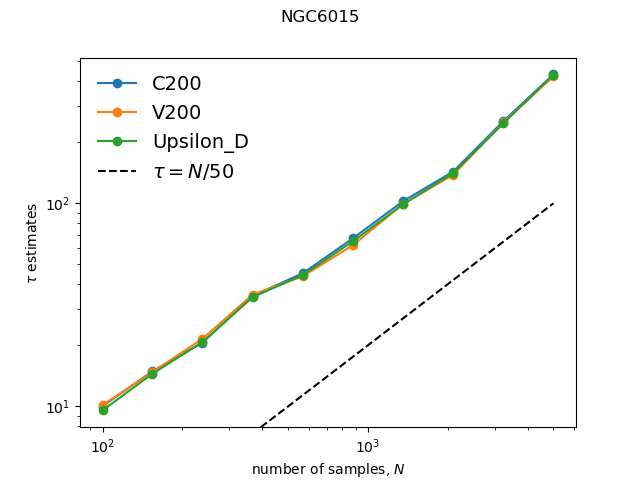 NGC6015
C200
V200
Upsilon_D
τ = N/50
10²
10¹
τ estimates
10² 10³
number of samples, N